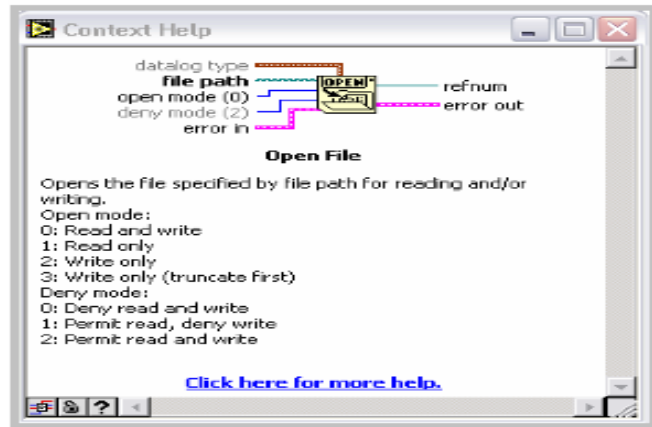 Context Help
datalog type
file path
open mode (0)
deny mode (2)
error in
OPEN
refnum
error out
Open File
Opens the file specified by file path for reading and/or
writing.
Open mode:
0: Read and write
1: Read only
2: Write only
3: Write only (truncate first)
Deny mode:
0: Deny read and write
1: Permit read, deny write
2: Permit read and write
Click here for more help.
?